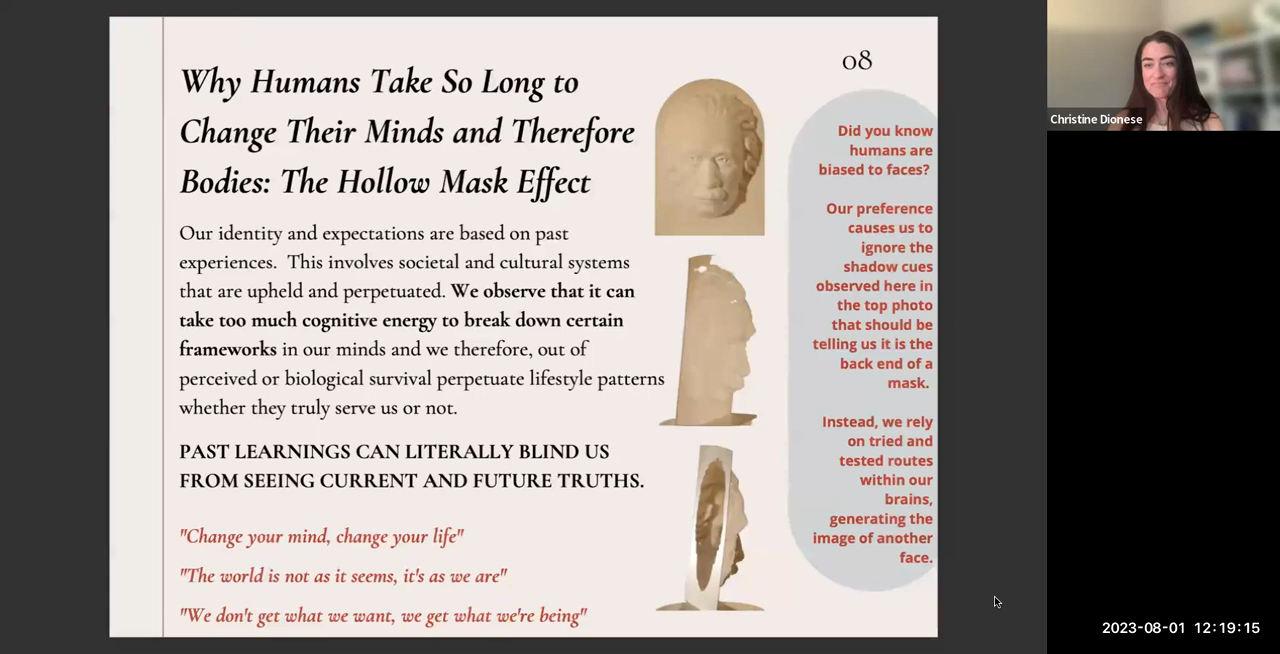 Why Humans Take So Long to
Change Their Minds and Therefore
Bodies: The Hollow Mask Effect
Our identity and expectations are based on past
experiences.  This involves societal and cultural systems
that are upheld and perpetuated. We observe that it can
take too much cognitive energy to break down certain
frameworks in our minds and we therefore, out of
perceived or biological survival perpetuate lifestyle patterns
whether they truly serve us or not.
PAST LEARNINGS CAN LITERALLY BLIND US
FROM SEEING CURRENT AND FUTURE TRUTHS.
"Change your mind, change your life"
"The world is not as it seems, it's as we are"
"We don't get what we want, we get what we're being"
08
Did you know
humans are
biased to faces?
Our preference
causes us to
ignore the
shadow cues
observed here in
the top photo
that should be
telling us it is the
back end of a
mask.
Instead, we rely
on tried and
tested routes
within our
brains,
generating the
image of another
face.
Christine Dionese
2023-08-01 12:19:15